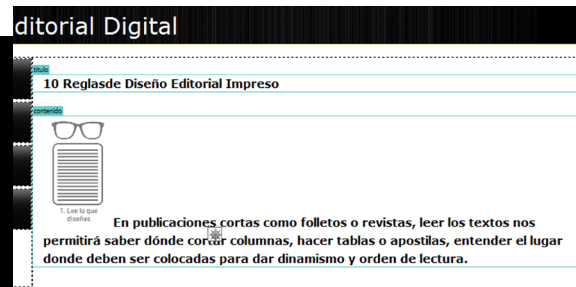 ditorial Digital
titulo
10 Reglasde Diseño Editorial Impreso
contenido
1. Lee lo que
diseñas
En publicaciones cortas como folletos o revistas, leer los textos nos
permitirá saber dónde cortar columnas, hacer tablas o apostilas, entender el lugar
donde deben ser colocadas para dar dinamismo y orden de lectura.